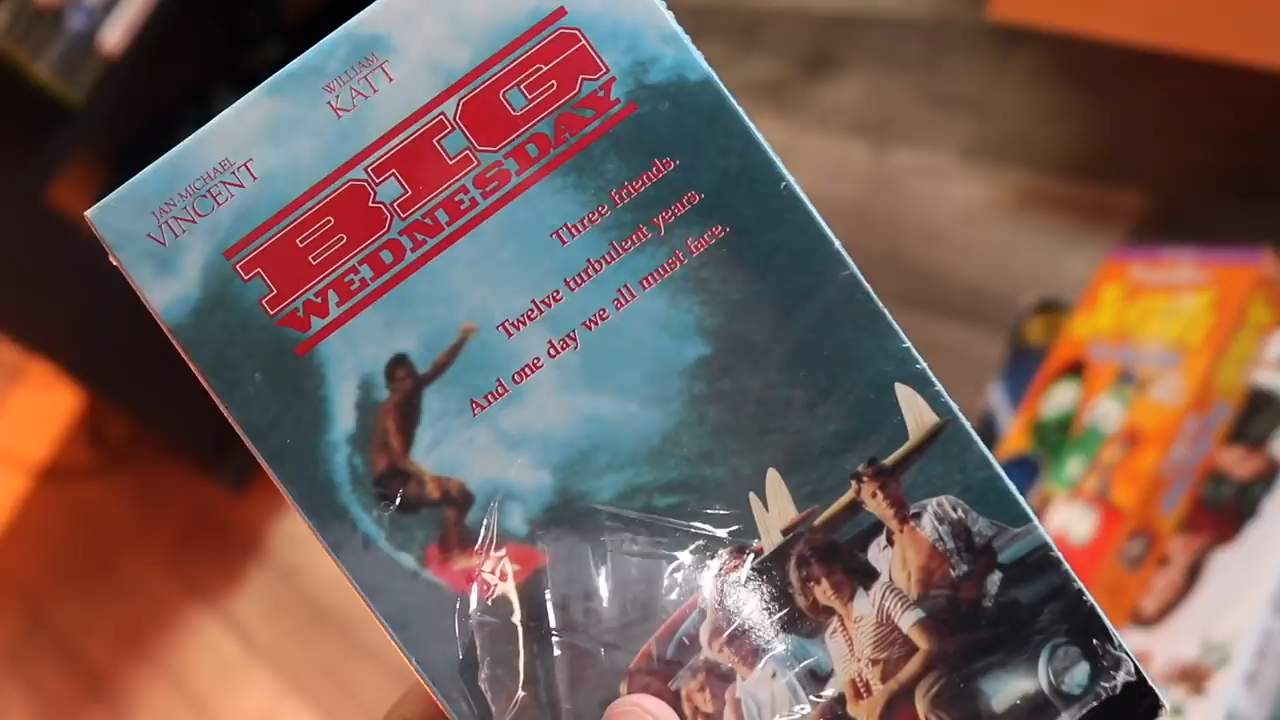 WILLIAM
KATT
JAN-MICHAEL
VINCENT
BIG
WEDNESDAY
Three friends.
Twelve turbulent years.
And one day we all must face.